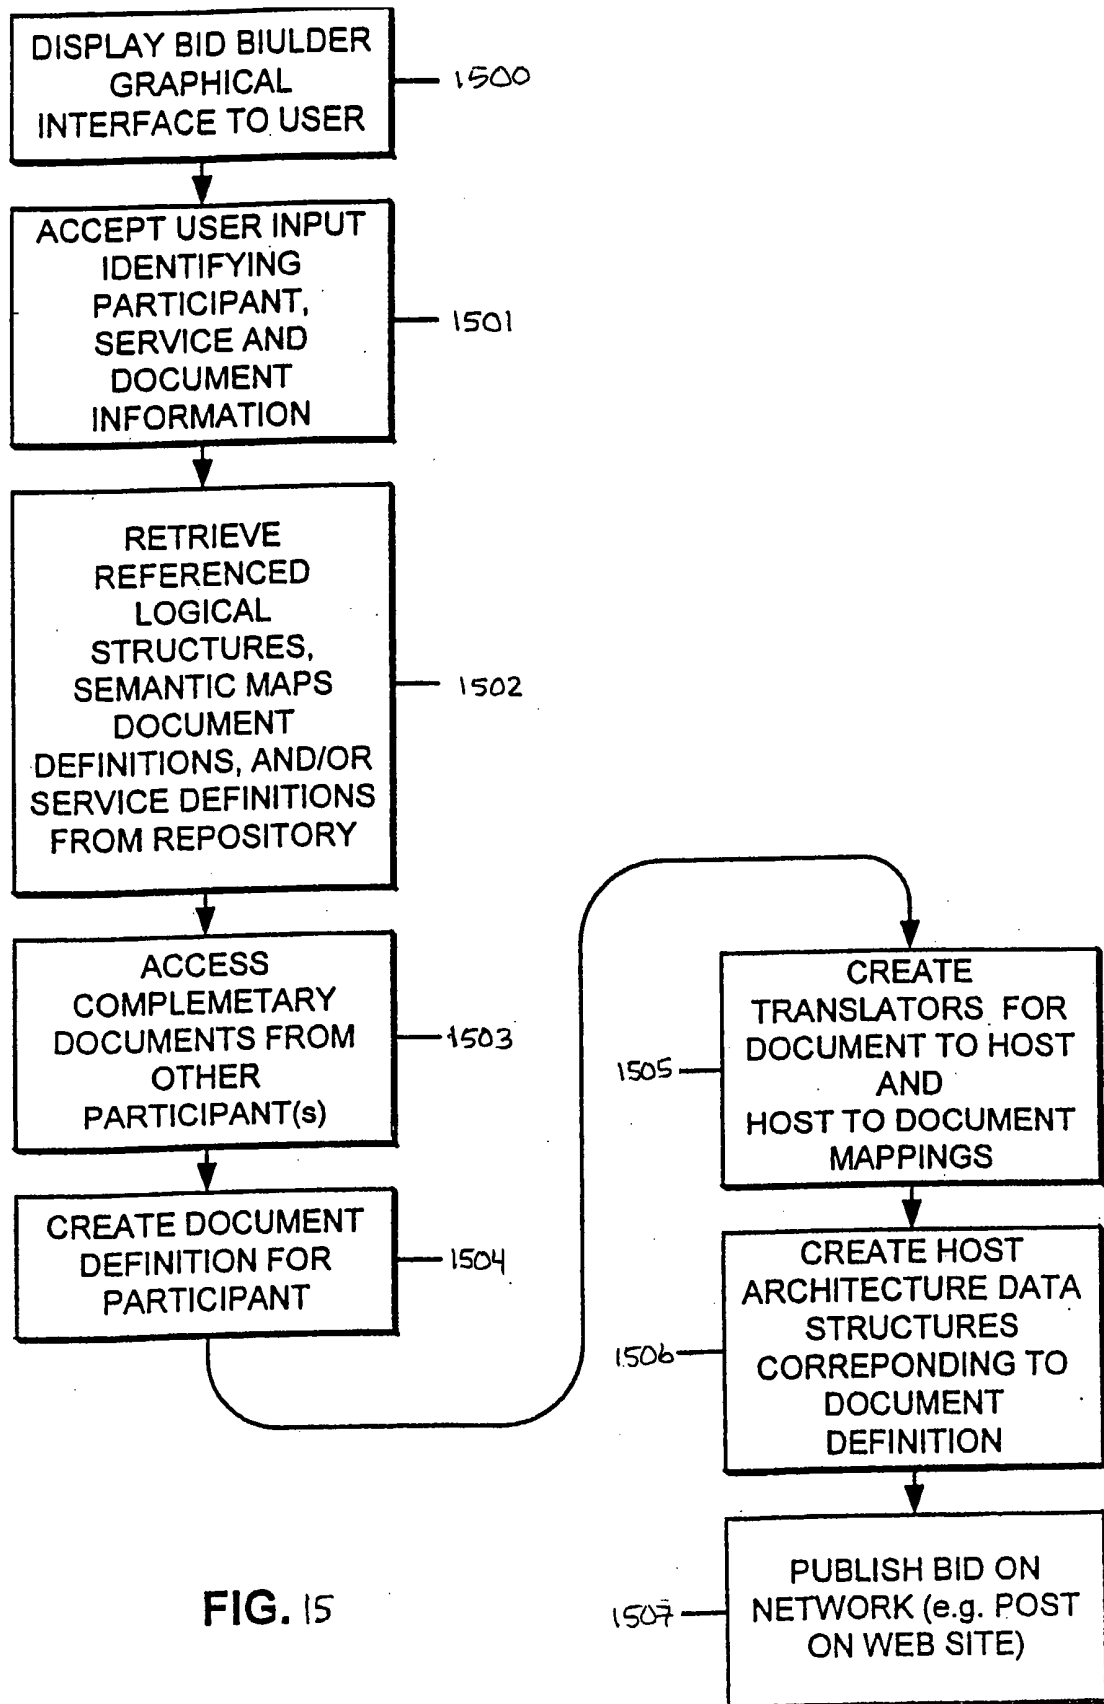 DISPLAY BID BIULDER
GRAPHICAL
INTERFACE TO USER
1500
ACCEPT USER INPUT
IDENTIFYING
PARTICIPANT,
SERVICE AND
DOCUMENT
INFORMATION
1501
RETRIEVE
REFERENCED
LOGICAL
STRUCTURES,
SEMANTIC MAPS
DOCUMENT
DEFINITIONS, AND/OR
SERVICE DEFINITIONS
FROM REPOSITORY
1502
ACCESS
COMPLEMETARY
DOCUMENTS FROM
OTHER
PARTICIPANT(s)
1503
CREATE DOCUMENT
DEFINITION FOR
PARTICIPANT
1504
CREATE
TRANSLATORS FOR
DOCUMENT TO HOST
AND
HOST TO DOCUMENT
MAPPINGS
1505
CREATE HOST
ARCHITECTURE DATA
STRUCTURES
CORREPONDING TO
DOCUMENT
DEFINITION
1506
PUBLISH BID ON
NETWORK (e.g. POST
ON WEB SITE)
1507
FIG. 15